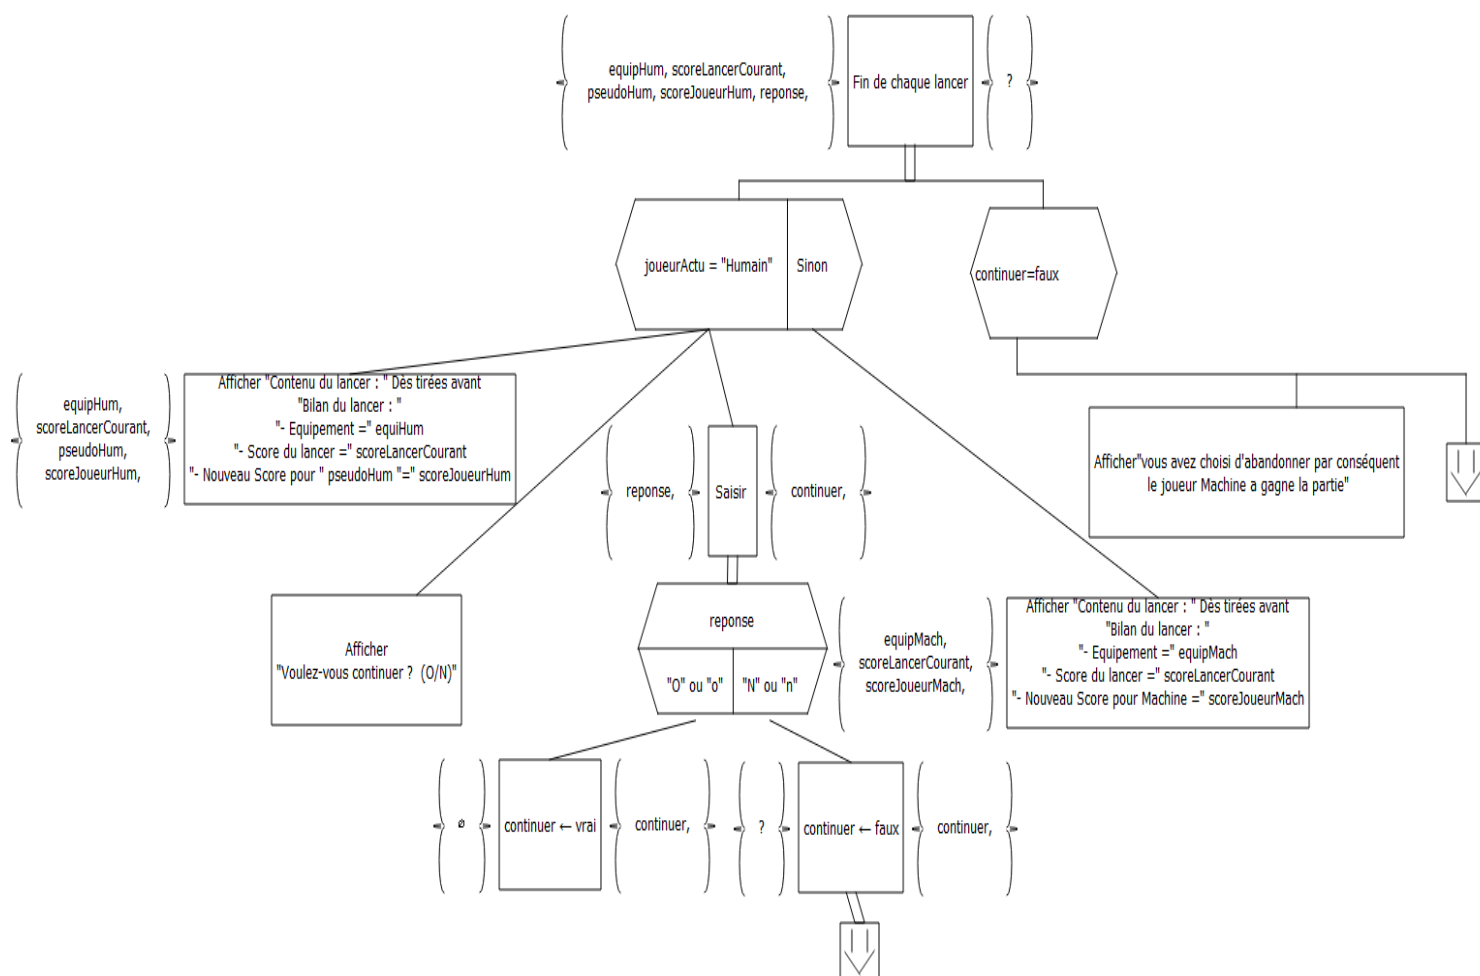 equipHum, scoreLancerCourant,
pseudoHum, scoreJoueurHum, reponse,
Fin de chaque lancer
?
joueurActu = "Humain"
Sinon
continuer=faux
equipHum,
scoreLancerCourant,
pseudoHum,
scoreJoueurHum,
Afficher "Contenu du lancer : " Dès tirées avant
"Bilan du lancer : "
"- Equipement =" equiHum
"- Score du lancer =" scoreLancerCourant
"- Nouveau Score pour " pseudoHum "=" scoreJoueurHum
reponse,
Saisir
continuer,
Afficher"vous avez choisi d'abandonner par conséquent
le joueur Machine a gagne la partie"
Afficher
"Voulez-vous continuer ? (O/N)"
reponse
"O" ou "o"
"N" ou "n"
equipMach,
scoreLancerCourant,
scoreJoueurMach,
Afficher "Contenu du lancer : " Dès tirées avant
"Bilan du lancer : "
"- Equipement =" equipMach
"- Score du lancer =" scoreLancerCourant
"- Nouveau Score pour Machine =" scoreJoueurMach
ø
continuer ← vrai
continuer,
?
continuer ← faux
continuer,